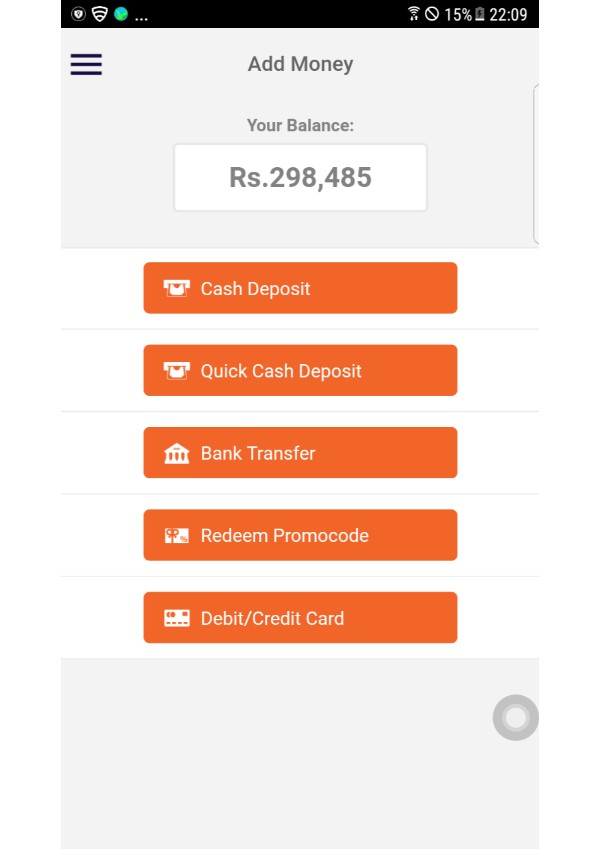 ... 15% 22:09
Add Money
Your Balance:
Rs.298,485
Cash Deposit
Quick Cash Deposit
Bank Transfer
Redeem Promocode
Debit/Credit Card